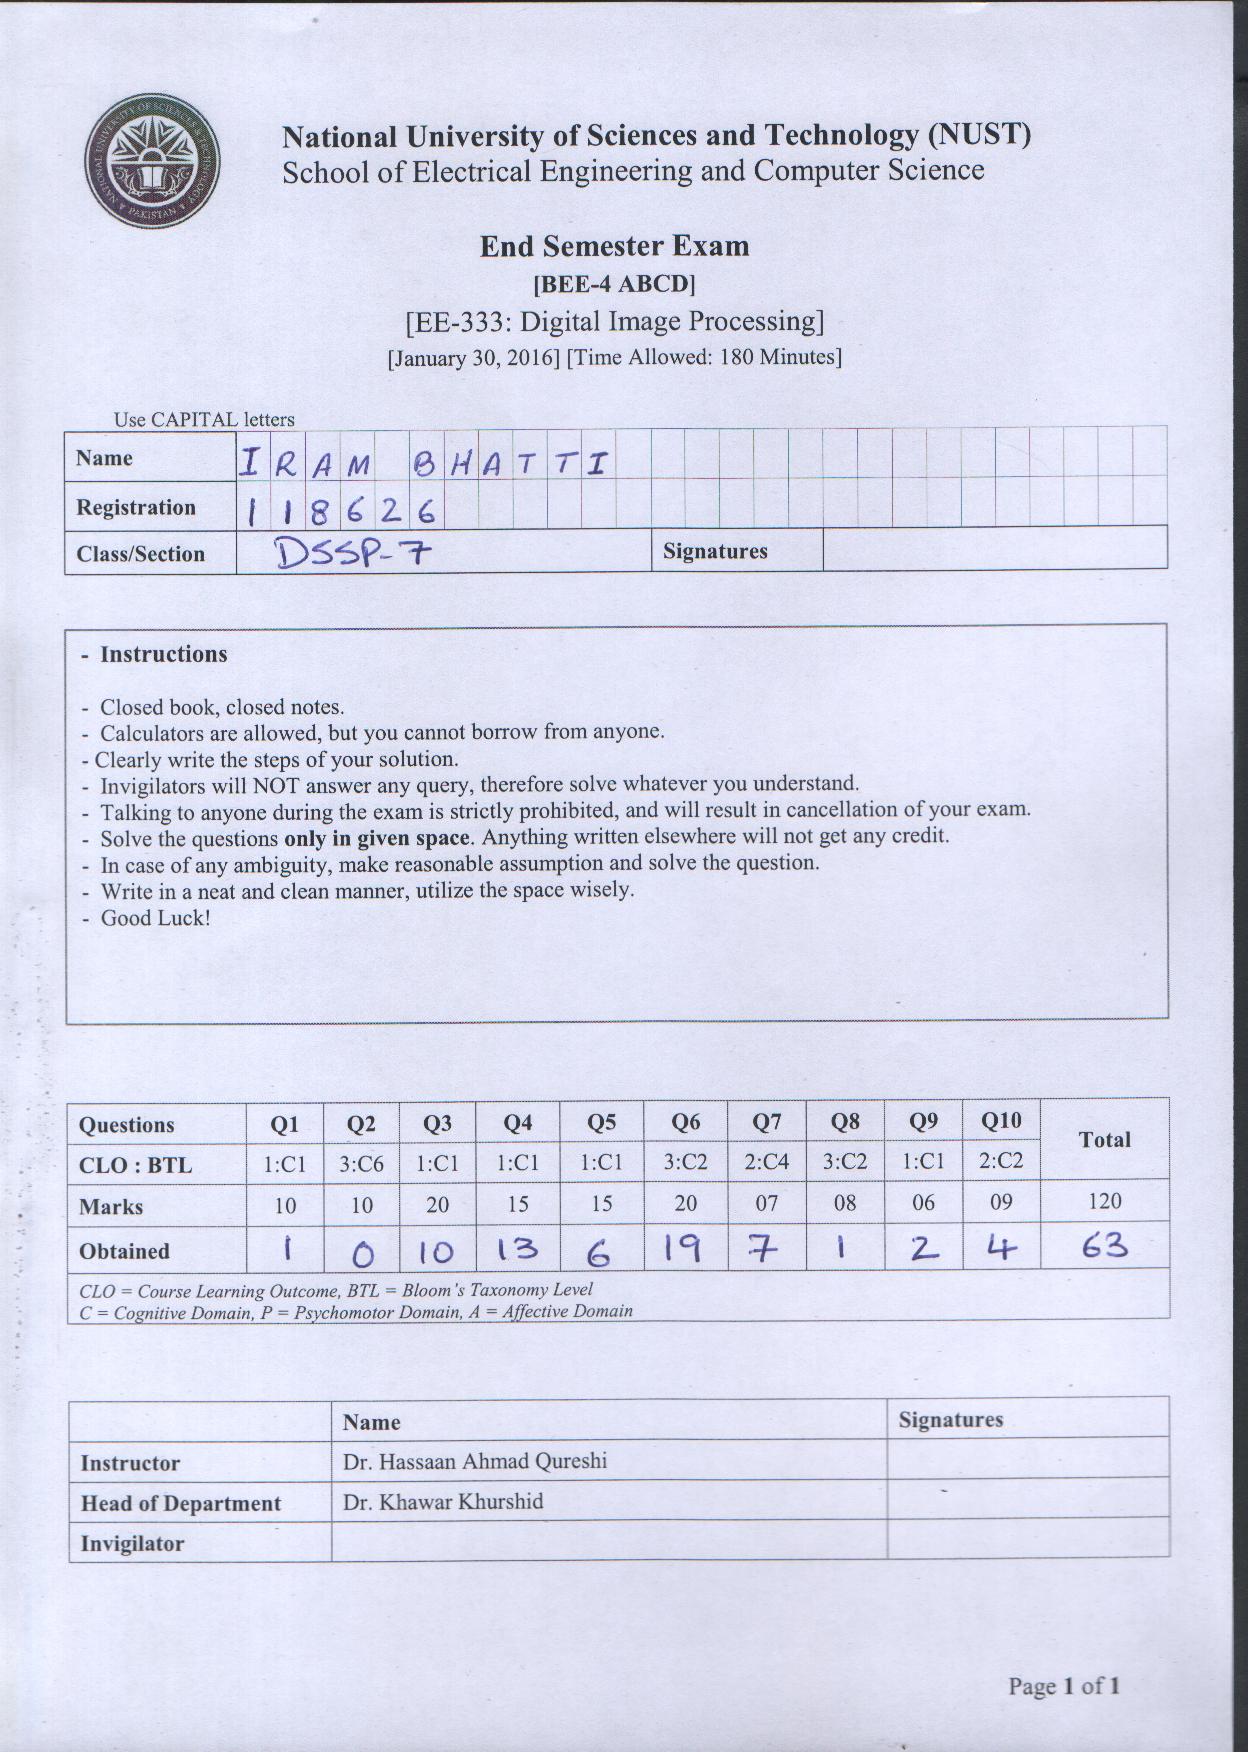 NATIONAL UNIVERSITY OF SCIENCES & TECHNOLOGY
PAKISTAN
National University of Sciences and Technology (NUST)
School of Electrical Engineering and Computer Science
End Semester Exam
[BEE-4 ABCD]
[EE-333: Digital Image Processing]
[January 30, 2016] [Time Allowed: 180 Minutes]
Use CAPITAL letters
Name IRAM BHATTI
Registration 118626
Class/Section DSSP-7 Signatures
- Instructions
- Closed book, closed notes.
- Calculators are allowed, but you cannot borrow from anyone.
- Clearly write the steps of your solution.
- Invigilators will NOT answer any query, therefore solve whatever you understand.
- Talking to anyone during the exam is strictly prohibited, and will result in cancellation of your exam.
- Solve the questions only in given space. Anything written elsewhere will not get any credit.
- In case of any ambiguity, make reasonable assumption and solve the question.
- Write in a neat and clean manner, utilize the space wisely.
- Good Luck!
Questions Q1 Q2 Q3 Q4 Q5 Q6 Q7 Q8 Q9 Q10 Total
CLO : BTL 1:C1 3:C6 1:C1 1:C1 1:C1 3:C2 2:C4 3:C2 1:C1 2:C2
Marks 10 10 20 15 15 20 07 08 06 09 120
Obtained 1 0 10 13 6 19 7 1 2 4 63
CLO = Course Learning Outcome, BTL = Bloom's Taxonomy Level
C = Cognitive Domain, P = Psychomotor Domain, A = Affective Domain
Name Signatures
Instructor Dr. Hassaan Ahmad Qureshi
Head of Department Dr. Khawar Khurshid
Invigilator
Page 1 of 1